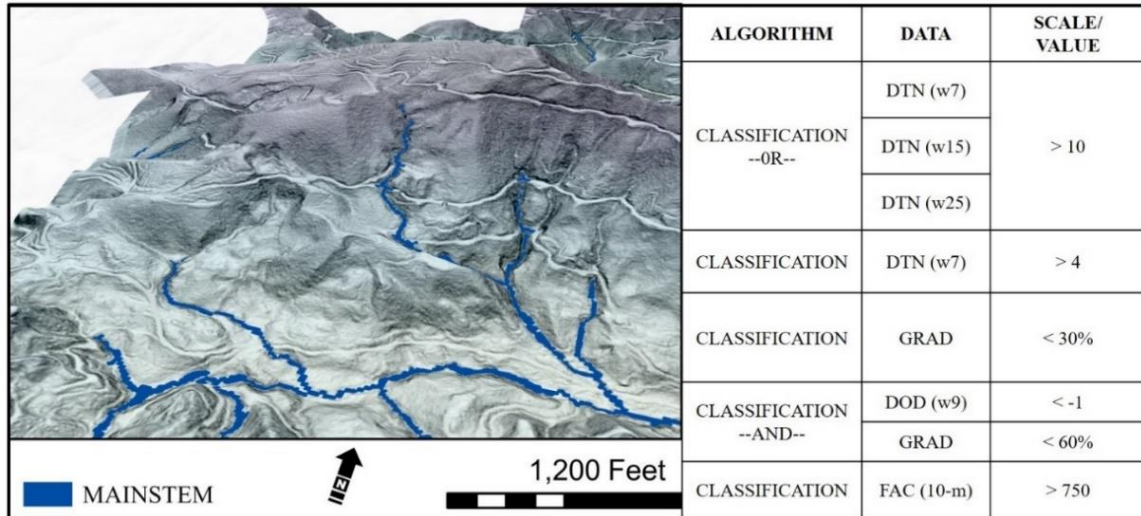 ALGORITHM DATA SCALE/
VALUE
CLASSIFICATION
--0R--
DTN (w7)
DTN (w15)
DTN (w25)
> 10
CLASSIFICATION DTN (w7) > 4
CLASSIFICATION GRAD < 30%
CLASSIFICATION
--AND--
DOD (w9) < -1
GRAD < 60%
CLASSIFICATION FAC (10-m) > 750
MAINSTEM
N
1,200 Feet